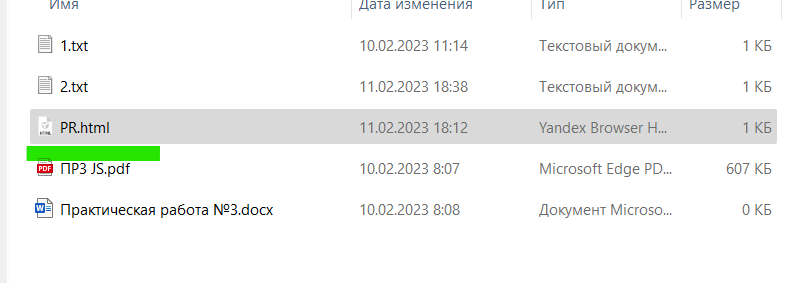 Имя Дата изменения Тип Размер
1.txt 10.02.2023 11:14 Текстовый докум... 1 КБ
2.txt 11.02.2023 18:38 Текстовый докум... 1 КБ
HTML PR.html 11.02.2023 18:12 Yandex Browser H... 1 КБ
PDF ПР3 JS.pdf 10.02.2023 8:07 Microsoft Edge PD... 607 КБ
W Практическая работа №3.docx 10.02.2023 8:08 Документ Microso... 0 КБ